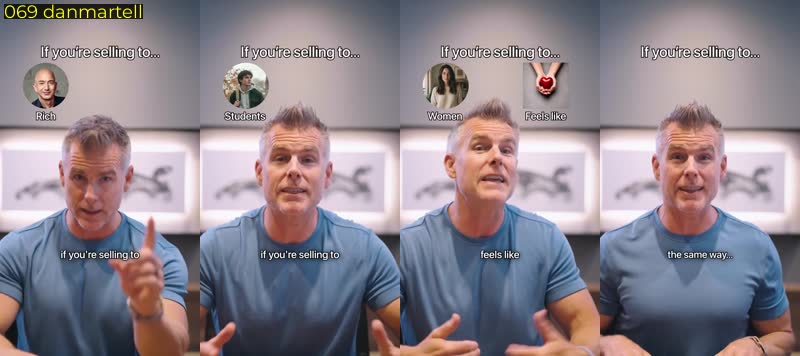 069 danmartell
If you're selling to...
Rich
if you're selling to
If you're selling to...
Students
if you're selling to
If you're selling to...
Women
Feels like
feels like
If you're selling to...
the same way...